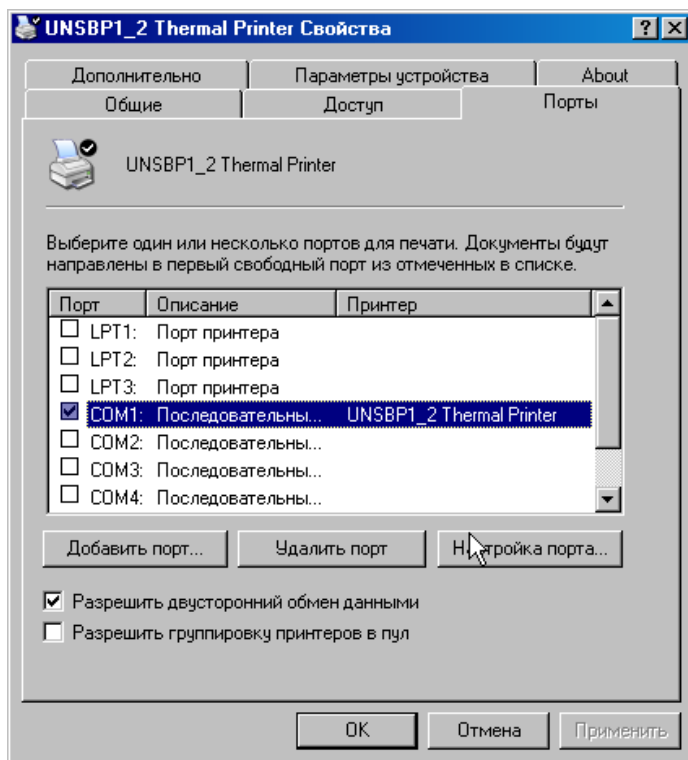 UNSBP1_2 Thermal Printer Свойства
Дополнительно Параметры устройства About
Общие Доступ Порты
UNSBP1_2 Thermal Printer
Выберите один или несколько портов для печати. Документы будут
направлены в первый свободный порт из отмеченных в списке.
Порт Описание Принтер
LPT1: Порт принтера
LPT2: Порт принтера
LPT3: Порт принтера
COM1: Последовательны... UNSBP1_2 Thermal Printer
COM2: Последовательны...
COM3: Последовательны...
COM4: Последовательны...
Добавить порт... Удалить порт Настройка порта...
Разрешить двусторонний обмен данными
Разрешить группировку принтеров в пул
OK Отмена Применить